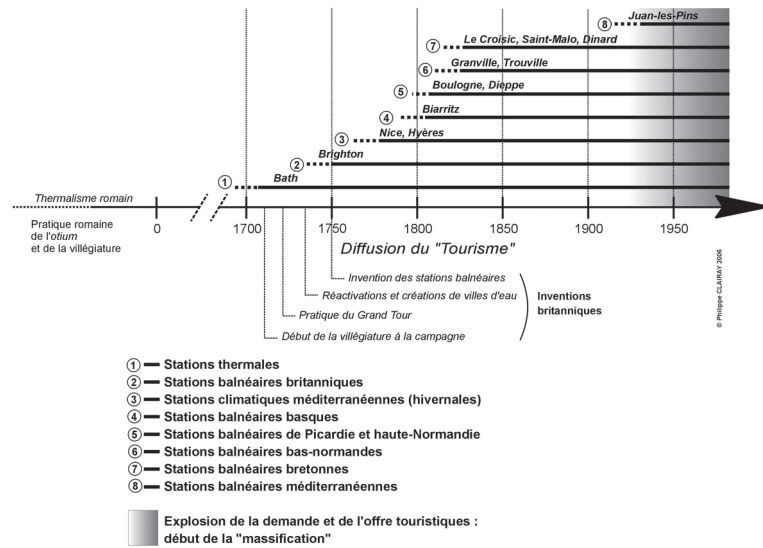 ⑧ Juan-les-Pins
⑦ Le Croisic, Saint-Malo, Dinard
⑥ Granville, Trouville
⑤ Boulogne, Dieppe
④ Biarritz
③ Nice, Hyères
② Brighton
① Bath
Thermalisme romain
Pratique romaine
de l'otium
et de la villégiature
0 1700 1750 1800 1850 1900 1950
Diffusion du "Tourisme"
Invention des stations balnéaires
Réactivations et créations de villes d'eau
Pratique du Grand Tour
Début de la villégiature à la campagne
Inventions
britanniques
© Philippe CLAIRAY 2006
① Stations thermales
② Stations balnéaires britanniques
③ Stations climatiques méditerranéennes (hivernales)
④ Stations balnéaires basques
⑤ Stations balnéaires de Picardie et haute-Normandie
⑥ Stations balnéaires bas-normandes
⑦ Stations balnéaires bretonnes
⑧ Stations balnéaires méditerranéennes
Explosion de la demande et de l'offre touristiques :
début de la "massification"